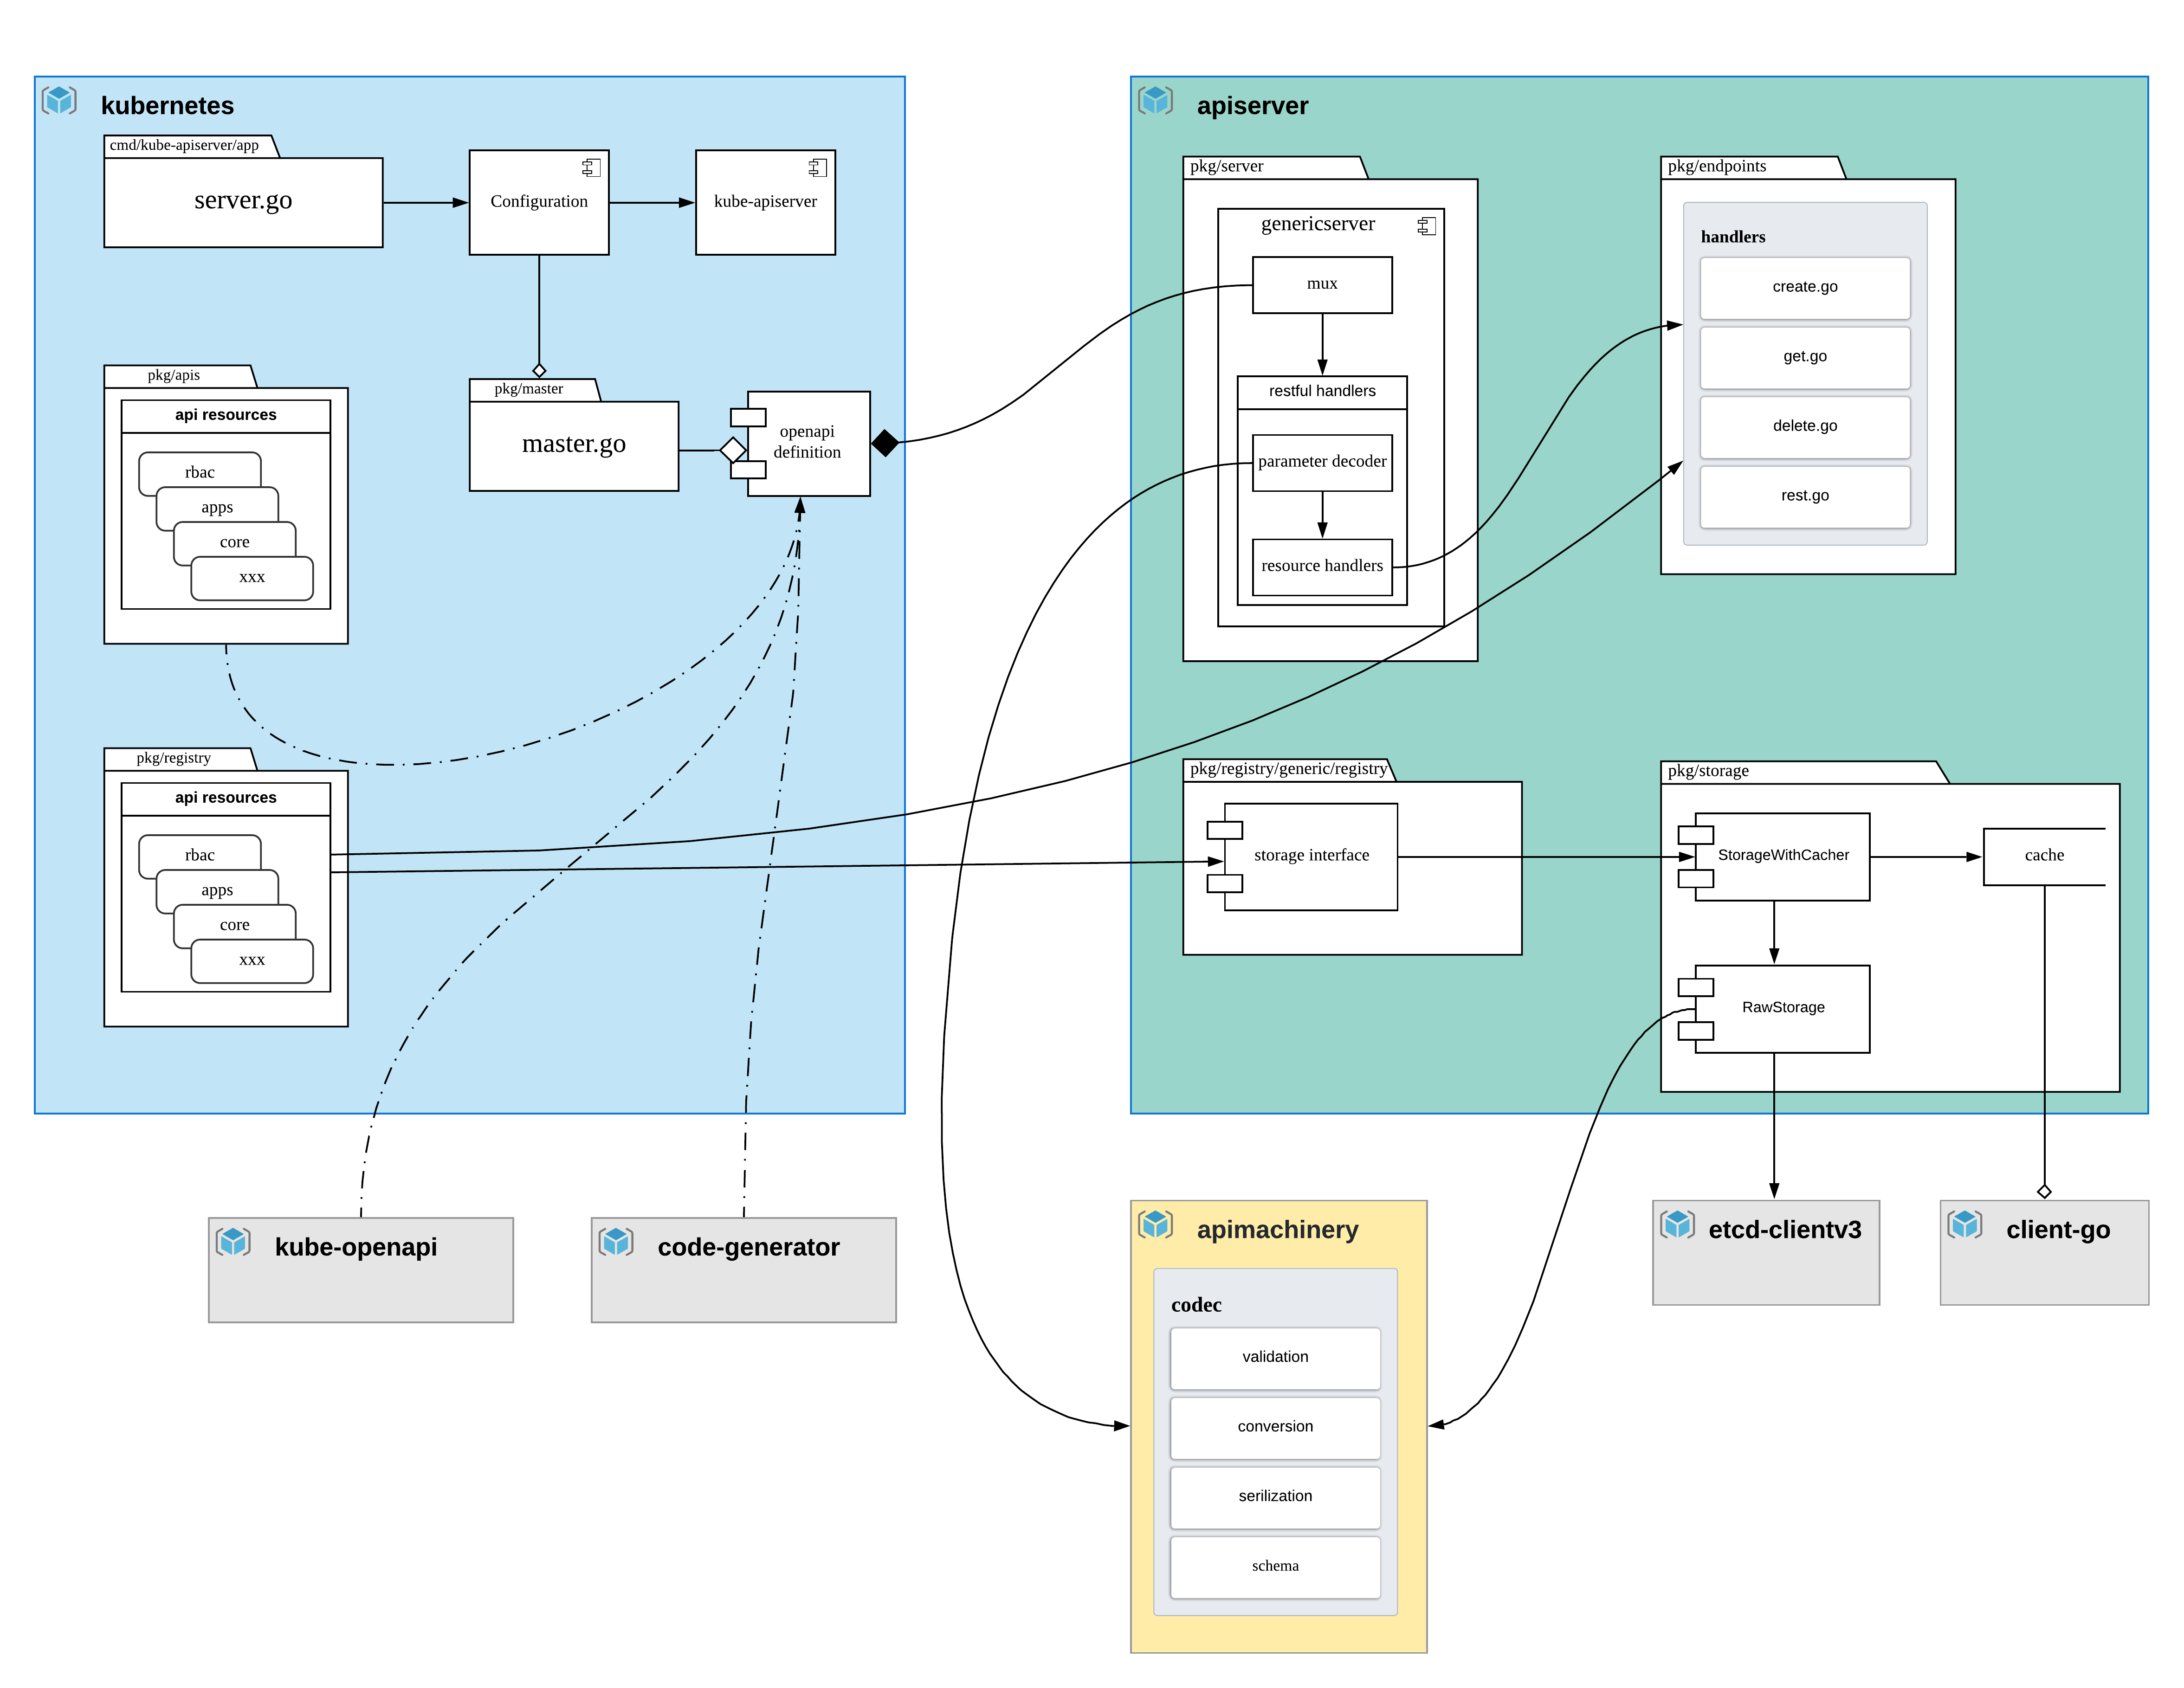 kubernetes
cmd/kube-apiserver/app
server.go
Configuration
kube-apiserver
pkg/apis
api resources
rbac
apps
core
xxx
pkg/master
master.go
openapi
definition
pkg/registry
api resources
rbac
apps
core
xxx
kube-openapi
code-generator
apiserver
pkg/server
genericserver
mux
restful handlers
parameter decoder
resource handlers
pkg/endpoints
handlers
create.go
get.go
delete.go
rest.go
pkg/registry/generic/registry
storage interface
pkg/storage
StorageWithCacher
cache
RawStorage
apimachinery
codec
validation
conversion
serilization
schema
etcd-clientv3
client-go